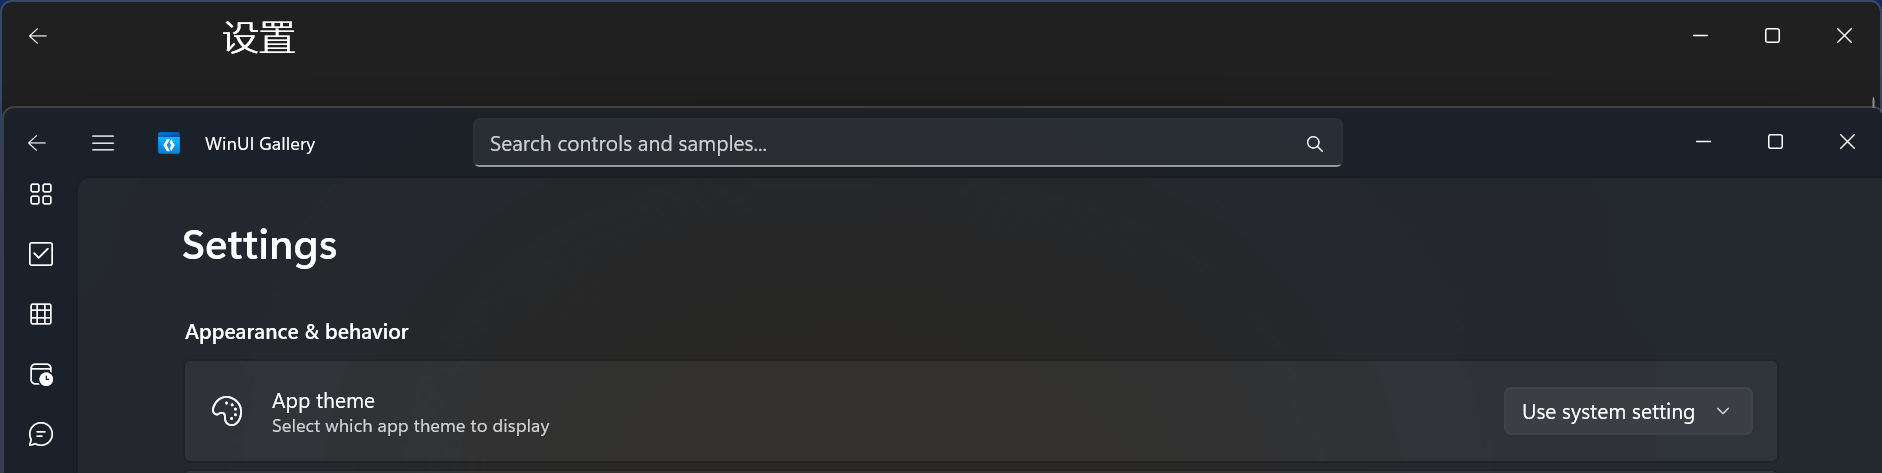 设置
WinUI Gallery
Search controls and samples...
Settings
Appearance & behavior
App theme
Select which app theme to display
Use system setting